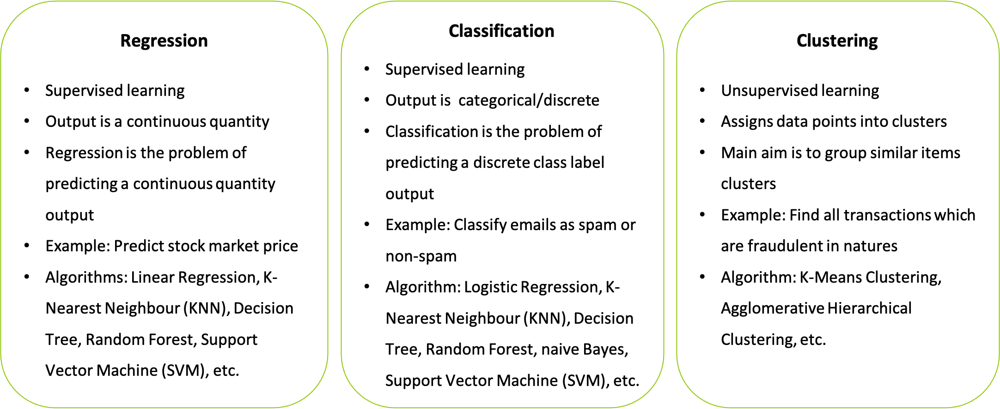 Regression
• Supervised learning
• Output is a continuous quantity
• Regression is the problem of
predicting a continuous quantity
output
• Example: Predict stock market price
• Algorithms: Linear Regression, K-
Nearest Neighbour (KNN), Decision
Tree, Random Forest, Support
Vector Machine (SVM), etc.
Classification
• Supervised learning
• Output is  categorical/discrete
• Classification is the problem of
predicting a discrete class label
output
• Example: Classify emails as spam or
non-spam
• Algorithm: Logistic Regression, K-
Nearest Neighbour (KNN), Decision
Tree, Random Forest, naive Bayes,
Support Vector Machine (SVM), etc.
Clustering
• Unsupervised learning
• Assigns data points into clusters
• Main aim is to group similar items
clusters
• Example: Find all transactions which
are fraudulent in natures
• Algorithm: K-Means Clustering,
Agglomerative Hierarchical
Clustering, etc.